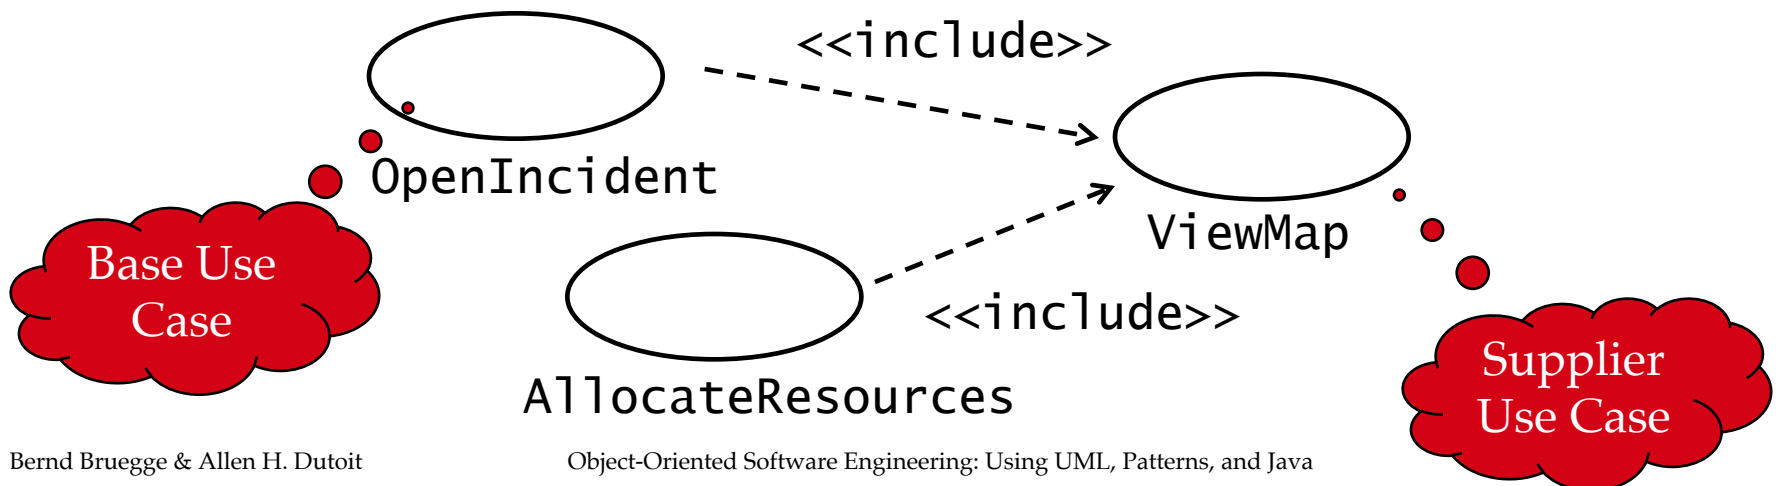 <<include>>
OpenIncident
ViewMap
Base Use
Case
<<include>>
AllocateResources
Supplier
Use Case
Bernd Bruegge & Allen H. Dutoit
Object-Oriented Software Engineering: Using UML, Patterns, and Java